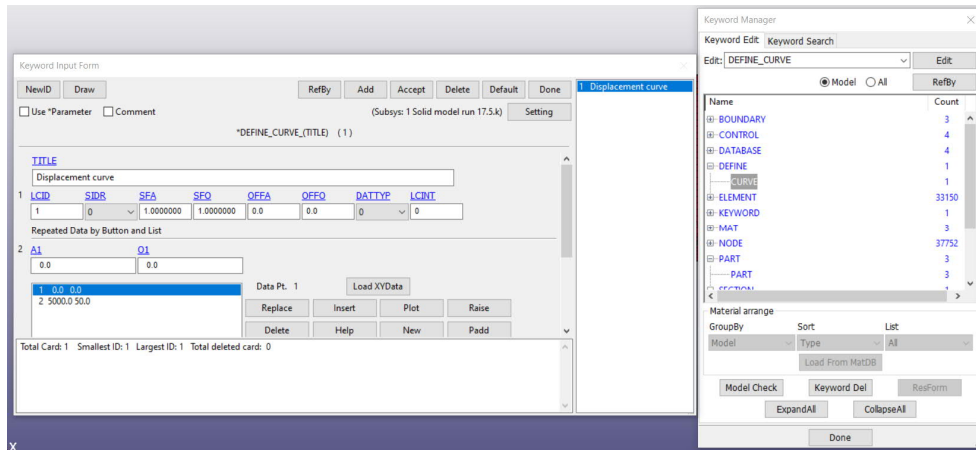 Keyword Input Form
NewID Draw RefBy Add Accept Delete Default Done
Use *Parameter Comment (Subsys: 1 Solid model run 17.5.k) Setting
*DEFINE_CURVE_(TITLE) (1)
TITLE
Displacement curve
1 LCID SIDR SFA SFO OFFA OFFO DATTYP LCINT
1 0 1.0000000 1.0000000 0.0 0.0 0 0
Repeated Data by Button and List
2 A1 O1
0.0 0.0
1 0.0 0.0
2 5000.0 50.0
Data Pt. 1 Load XYData
Replace Insert Plot Raise
Delete Help New Padd
Total Card: 1 Smallest ID: 1 Largest ID: 1 Total deleted card: 0
1 Displacement curve
X
Keyword Manager
Keyword Edit Keyword Search
Edit: DEFINE_CURVE Edit
Model All RefBy
Name Count
BOUNDARY 3
CONTROL 4
DATABASE 4
DEFINE 1
CURVE 1
ELEMENT 33150
KEYWORD 1
MAT 3
NODE 37752
PART 3
PART 3
SECTION 1
Material arrange
GroupBy Sort List
Model Type All
Load From MatDB
Model Check Keyword Del ResForm
ExpandAll CollapseAll
Done